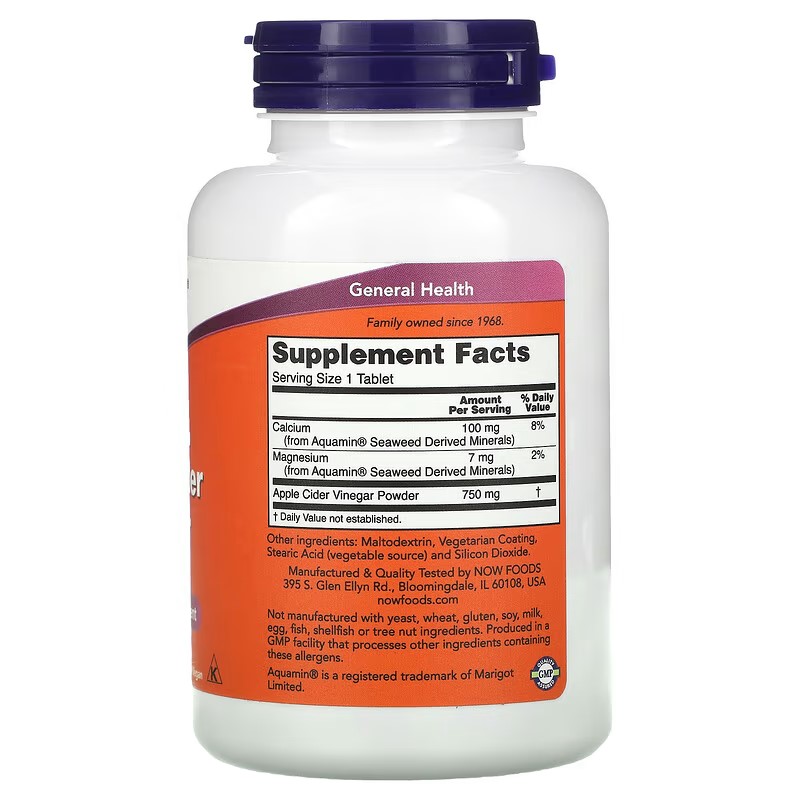 General Health
Family owned since 1968.
Supplement Facts
Serving Size 1 Tablet
Amount Per Serving % Daily Value
Calcium 100 mg 8%
(from Aquamin® Seaweed Derived Minerals)
Magnesium 7 mg 2%
(from Aquamin® Seaweed Derived Minerals)
Apple Cider Vinegar Powder 750 mg †
† Daily Value not established.
Other ingredients: Maltodextrin, Vegetarian Coating,
Stearic Acid (vegetable source) and Silicon Dioxide.
Manufactured & Quality Tested by NOW FOODS
395 S. Glen Ellyn Rd., Bloomingdale, IL 60108, USA
nowfoods.com
Not manufactured with yeast, wheat, gluten, soy, milk,
egg, fish, shellfish or tree nut ingredients. Produced in a
GMP facility that processes other ingredients containing
these allergens.
Aquamin® is a registered trademark of Marigot
Limited.
QUALITY
GMP
ASSURED
K